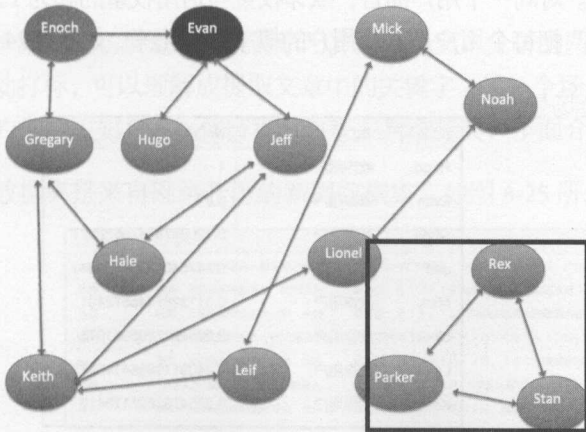 Enoch
Evan
Mick
Noah
Gregary
Hugo
Jeff
Hale
Lionel
Rex
Keith
Leif
Parker
Stan